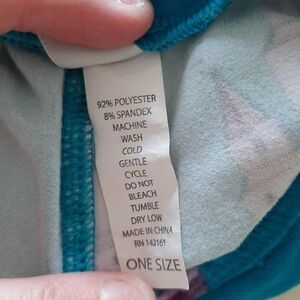 92% POLYESTER
8% SPANDEX
MACHINE
WASH
COLD
GENTLE
CYCLE
DO NOT
BLEACH
TUMBLE
DRY LOW
MADE IN CHINA
RN 142161
ONE SIZE